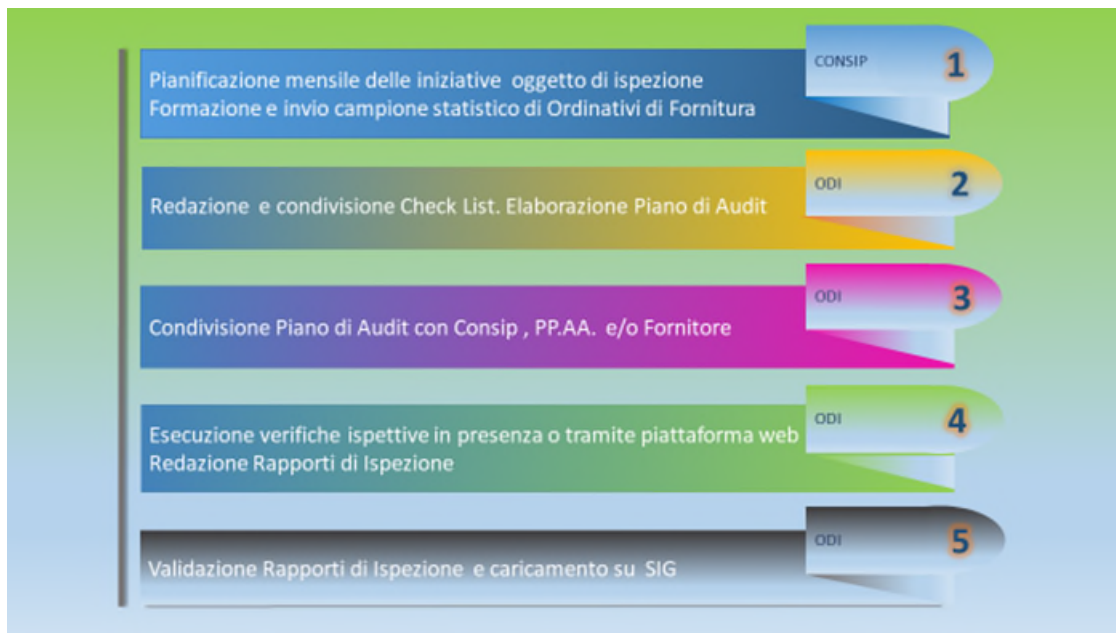 Pianificazione mensile delle iniziative oggetto di ispezione
Formazione e invio campione statistico di Ordinativi di Fornitura
CONSIP
1
Redazione e condivisione Check List. Elaborazione Piano di Audit
ODI
2
Condivisione Piano di Audit con Consip , PP.AA. e/o Fornitore
ODI
3
Esecuzione verifiche ispettive in presenza o tramite piattaforma web
Redazione Rapporti di Ispezione
ODI
4
Validazione Rapporti di Ispezione e caricamento su SIG
ODI
5